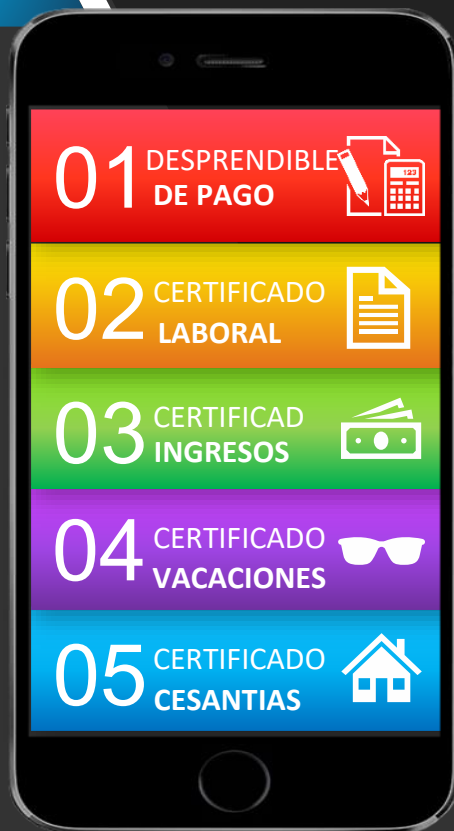 01 DESPRENDIBLE
DE PAGO
123
02 CERTIFICADO
LABORAL
03 CERTIFICAD
INGRESOS
04 CERTIFICADO
VACACIONES
05 CERTIFICADO
CESANTIAS